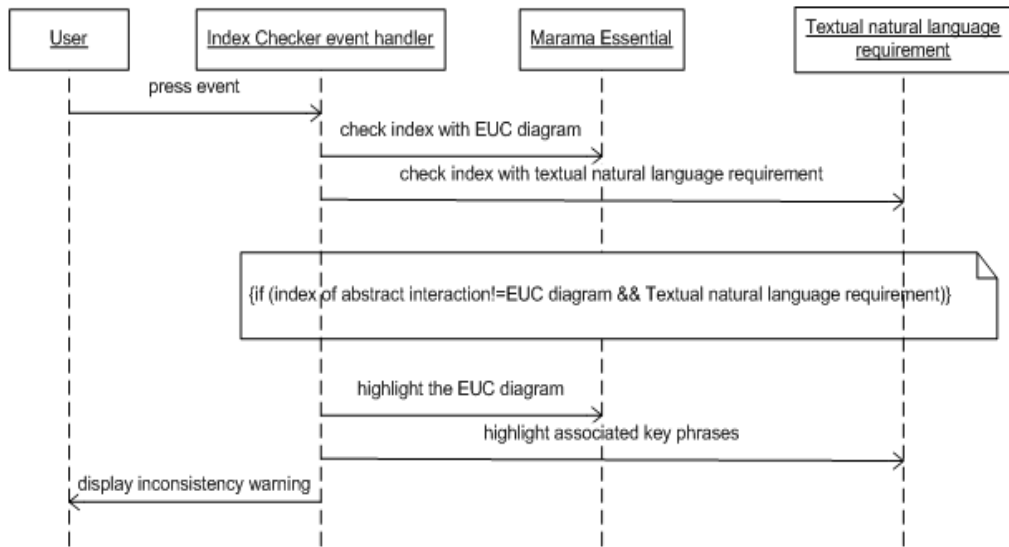 User
Index Checker event handler
Marama Essential
Textual natural language
requirement
press event
check index with EUC diagram
check index with textual natural language requirement
{if (index of abstract interaction!=EUC diagram && Textual natural language requirement)}
highlight the EUC diagram
highlight associated key phrases
display inconsistency warning